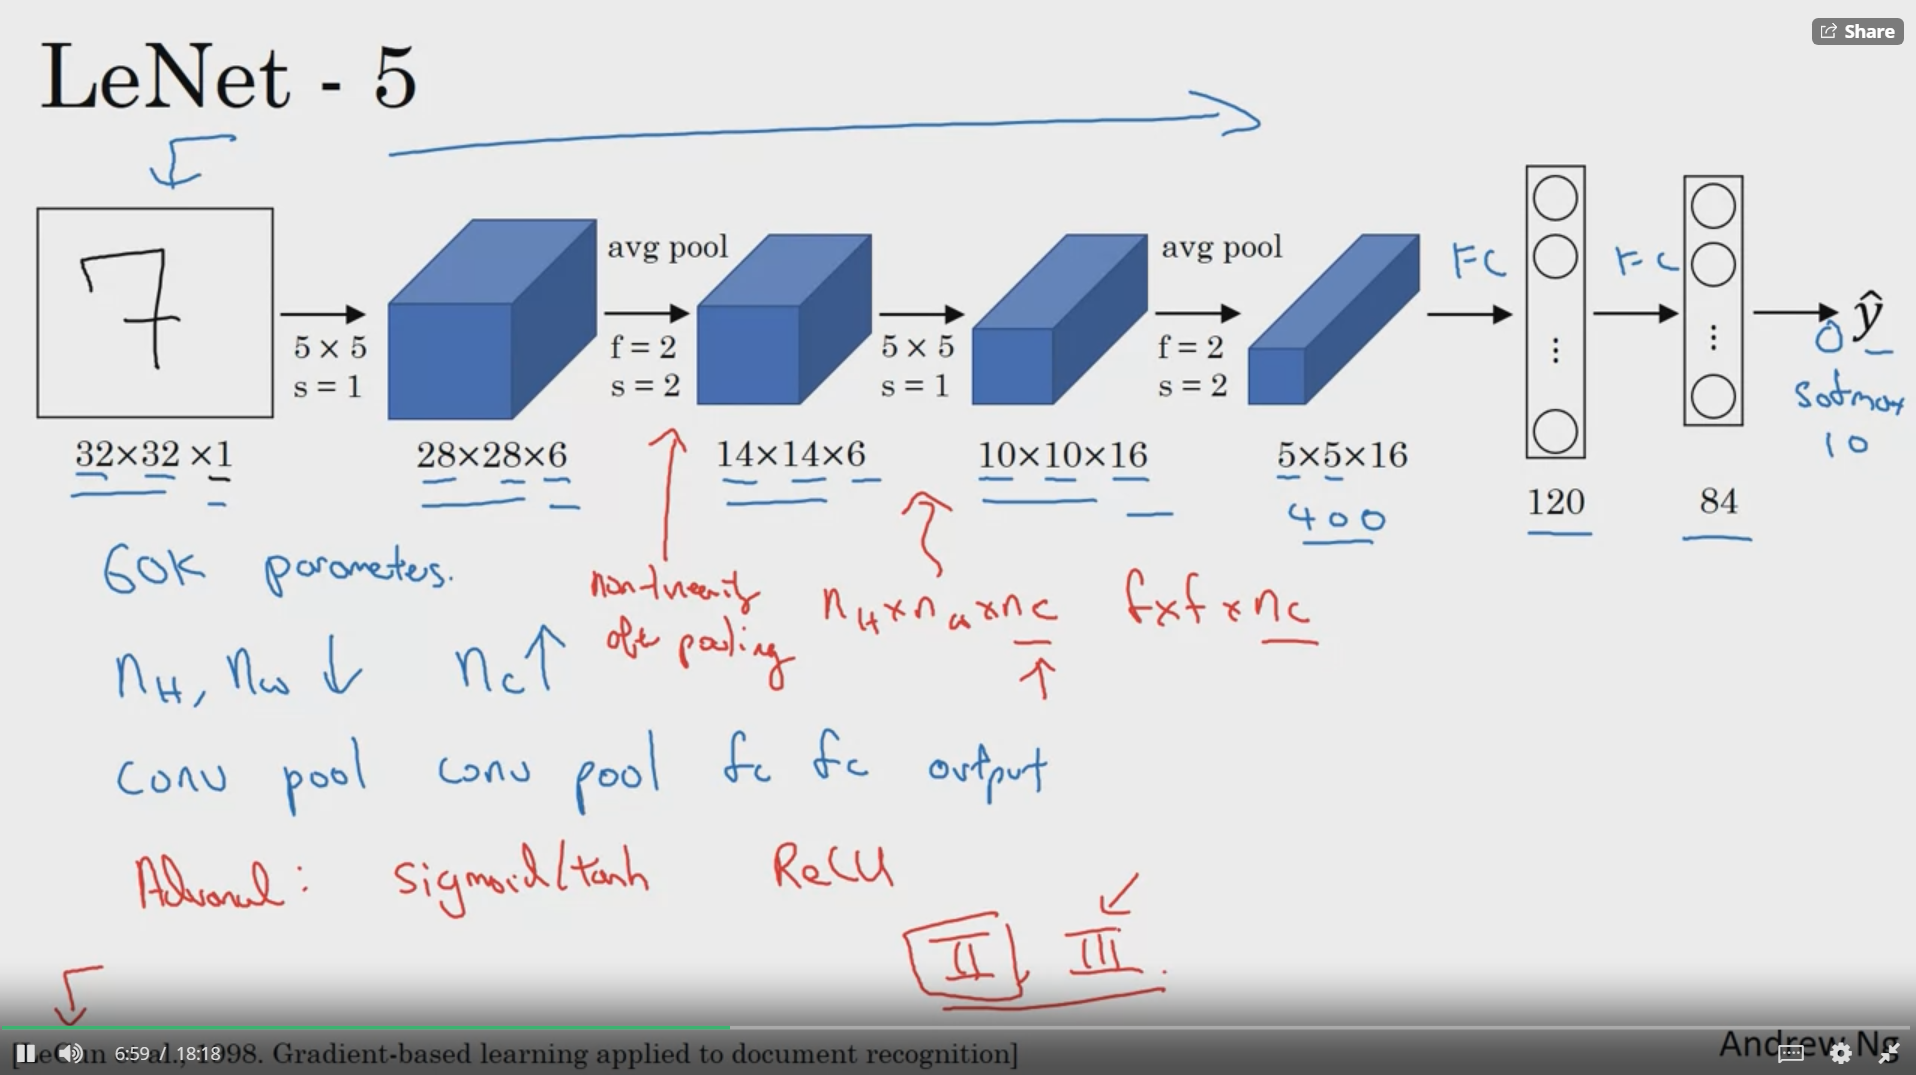 Share
LeNet - 5
7
5 × 5
s = 1
avg pool
f = 2
s = 2
5 × 5
s = 1
avg pool
f = 2
s = 2
FC
FC
ŷ
softmax
10
32×32 ×1
28×28×6
14×14×6
10×10×16
5×5×16
400
120
84
60K parameters.
non-linearity
after pooling
nH × nW × nC f×f×nC
nH, nW ↓ nC ↑
conv pool conv pool fc fc output
Advanced: sigmoid/tanh ReLU
II III
6:59 / 18:18
[LeCun et al., 1998. Gradient-based learning applied to document recognition]
Andrew Ng